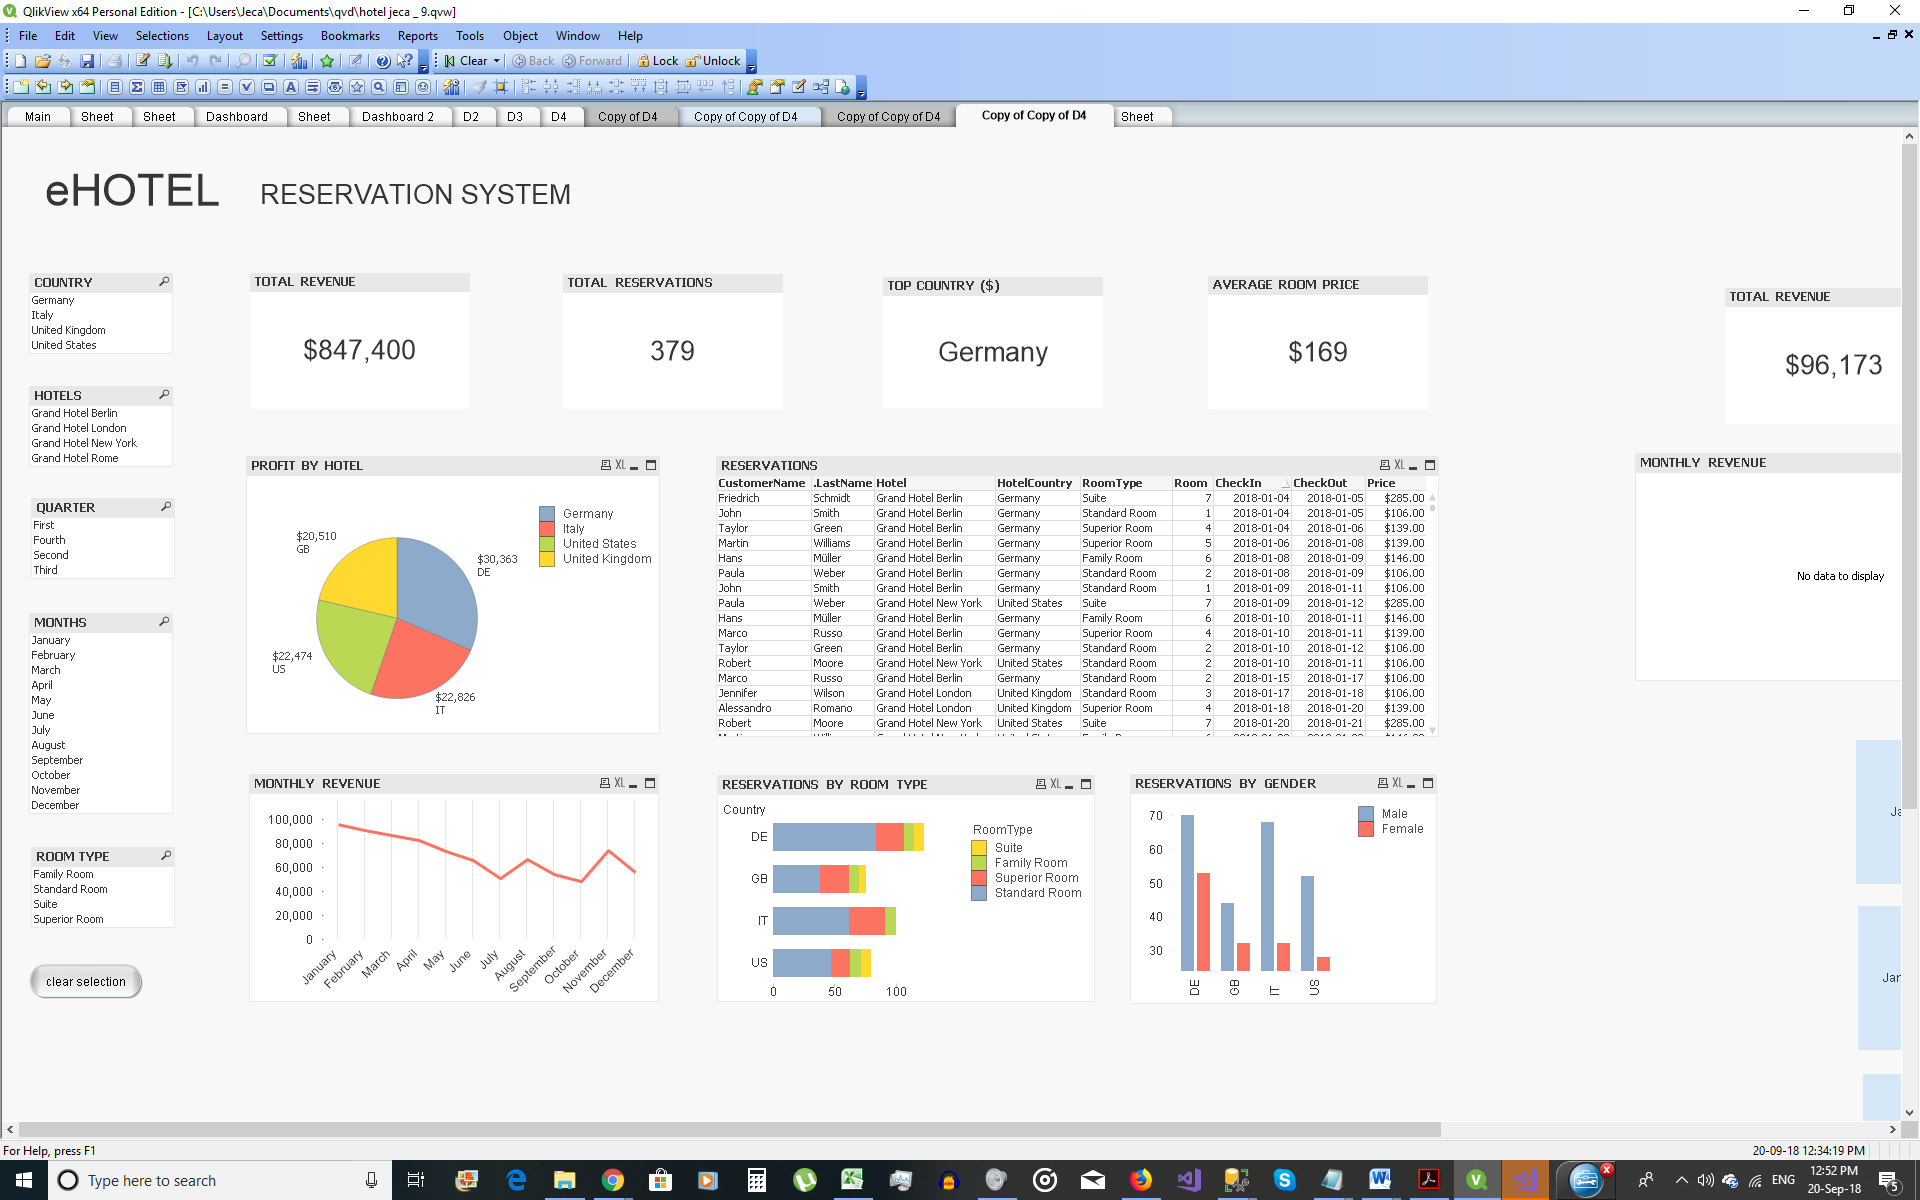 QlikView x64 Personal Edition - [C:\Users\Jeca\Documents\qvd\hotel jeca _ 9.qvw]
File Edit View Selections Layout Settings Bookmarks Reports Tools Object Window Help
Clear Back Forward Lock Unlock
Main Sheet Sheet Dashboard Sheet Dashboard 2 D2 D3 D4 Copy of D4 Copy of Copy of D4 Copy of Copy of D4 Copy of Copy of D4 Sheet
eHOTEL RESERVATION SYSTEM
COUNTRY
Germany
Italy
United Kingdom
United States
HOTELS
Grand Hotel Berlin
Grand Hotel London
Grand Hotel New York
Grand Hotel Rome
QUARTER
First
Fourth
Second
Third
MONTHS
January
February
March
April
May
June
July
August
September
October
November
December
ROOM TYPE
Family Room
Standard Room
Suite
Superior Room
clear selection
TOTAL REVENUE
$847,400
TOTAL RESERVATIONS
379
TOP COUNTRY ($)
Germany
AVERAGE ROOM PRICE
$169
TOTAL REVENUE
$96,173
PROFIT BY HOTEL XL
$20,510
GB
$30,363
DE
$22,474
US
$22,826
IT
Germany
Italy
United States
United Kingdom
RESERVATIONS XL
CustomerName .LastName Hotel HotelCountry RoomType Room CheckIn CheckOut Price
Friedrich Schmidt Grand Hotel Berlin Germany Suite 7 2018-01-04 2018-01-05 $285.00
John Smith Grand Hotel Berlin Germany Standard Room 1 2018-01-04 2018-01-05 $106.00
Taylor Green Grand Hotel Berlin Germany Superior Room 4 2018-01-04 2018-01-06 $139.00
Martin Williams Grand Hotel Berlin Germany Superior Room 5 2018-01-06 2018-01-08 $139.00
Hans Müller Grand Hotel Berlin Germany Family Room 6 2018-01-08 2018-01-09 $146.00
Paula Weber Grand Hotel Berlin Germany Standard Room 2 2018-01-08 2018-01-09 $106.00
John Smith Grand Hotel Berlin Germany Standard Room 1 2018-01-09 2018-01-11 $106.00
Paula Weber Grand Hotel New York United States Suite 7 2018-01-09 2018-01-12 $285.00
Hans Müller Grand Hotel Berlin Germany Family Room 6 2018-01-10 2018-01-11 $146.00
Marco Russo Grand Hotel Berlin Germany Superior Room 4 2018-01-10 2018-01-11 $139.00
Taylor Green Grand Hotel Berlin Germany Standard Room 2 2018-01-10 2018-01-12 $106.00
Robert Moore Grand Hotel New York United States Standard Room 2 2018-01-10 2018-01-11 $106.00
Marco Russo Grand Hotel Berlin Germany Standard Room 2 2018-01-15 2018-01-17 $106.00
Jennifer Wilson Grand Hotel London United Kingdom Standard Room 3 2018-01-17 2018-01-18 $106.00
Alessandro Romano Grand Hotel London United Kingdom Superior Room 4 2018-01-18 2018-01-20 $139.00
Robert Moore Grand Hotel New York United States Suite 7 2018-01-20 2018-01-21 $285.00
MONTHLY REVENUE
No data to display
MONTHLY REVENUE XL
100,000
80,000
60,000
40,000
20,000
0
January February March April May June July August September October November December
RESERVATIONS BY ROOM TYPE XL
Country
DE
GB
IT
US
0 50 100
RoomType
Suite
Family Room
Superior Room
Standard Room
RESERVATIONS BY GENDER XL
70
60
50
40
30
DE GB IT US
Male
Female
Ja
Jar
For Help, press F1
20-09-18 12:34:19 PM
Type here to search
ENG
12:52 PM
20-Sep-18
5